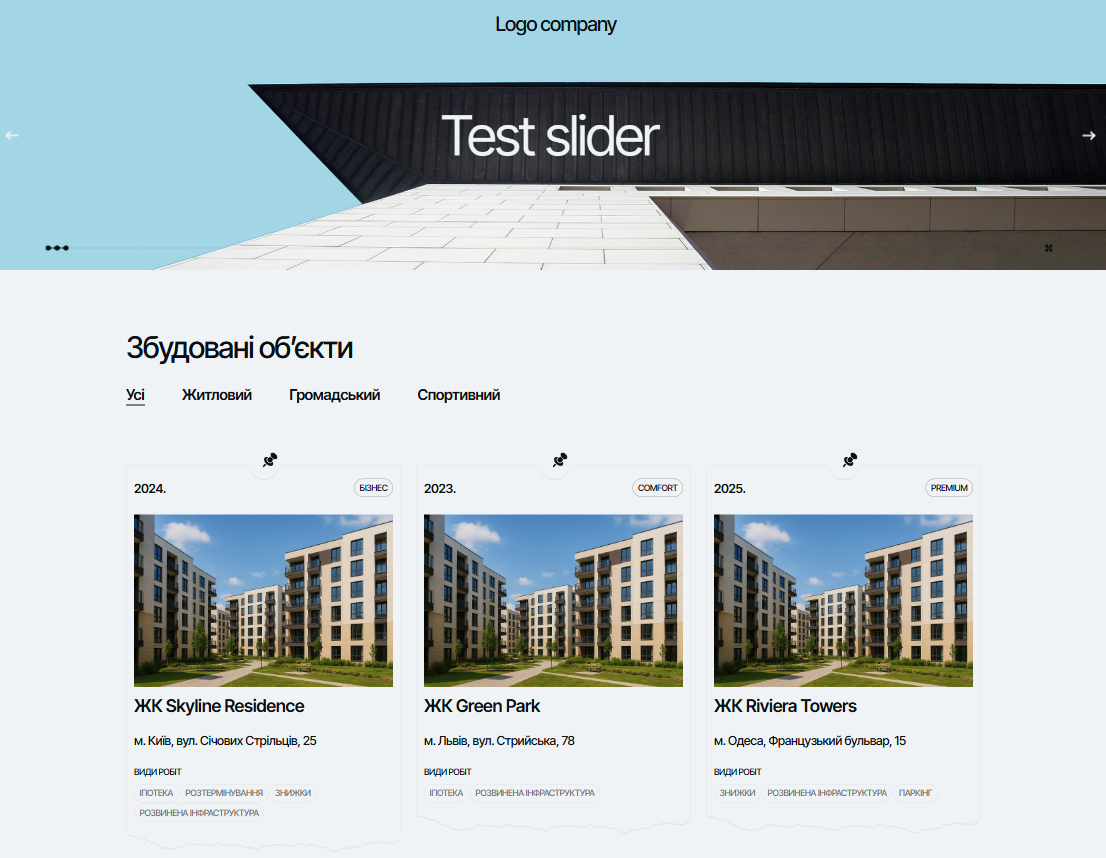 Logo company
Test slider
Збудовані об’єкти
Усі Житловий Громадський Спортивний
2024. БІЗНЕС
2023. COMFORT
2025. PREMIUM
ЖК Skyline Residence
ЖК Green Park
ЖК Riviera Towers
м. Київ, вул. Січових Стрільців, 25
м. Львів, вул. Стрийська, 78
м. Одеса, Французький бульвар, 15
ВИДИ РОБІТ
ВИДИ РОБІТ
ВИДИ РОБІТ
ІПОТЕКА РОЗТЕРМІНУВАННЯ ЗНИЖКИ
ІПОТЕКА РОЗВИНЕНА ІНФРАСТРУКТУРА
ЗНИЖКИ РОЗВИНЕНА ІНФРАСТРУКТУРА ПАРКІНГ
РОЗВИНЕНА ІНФРАСТРУКТУРА